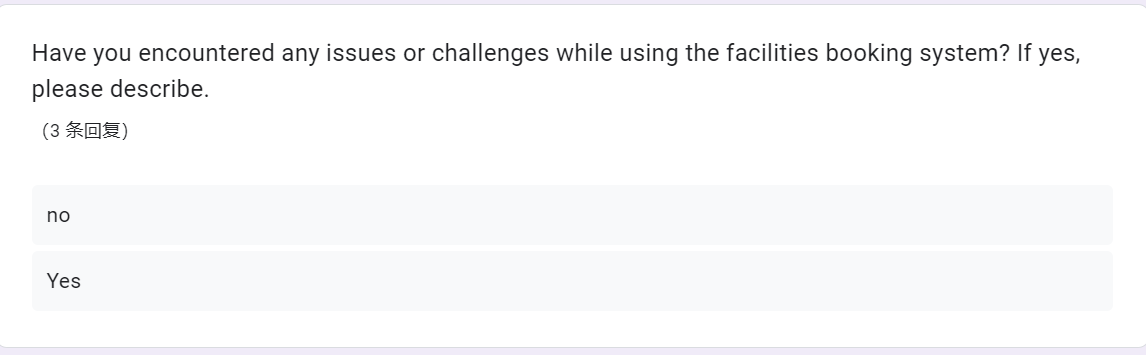 Have you encountered any issues or challenges while using the facilities booking system? If yes,
please describe.
（3 条回复）
no
Yes